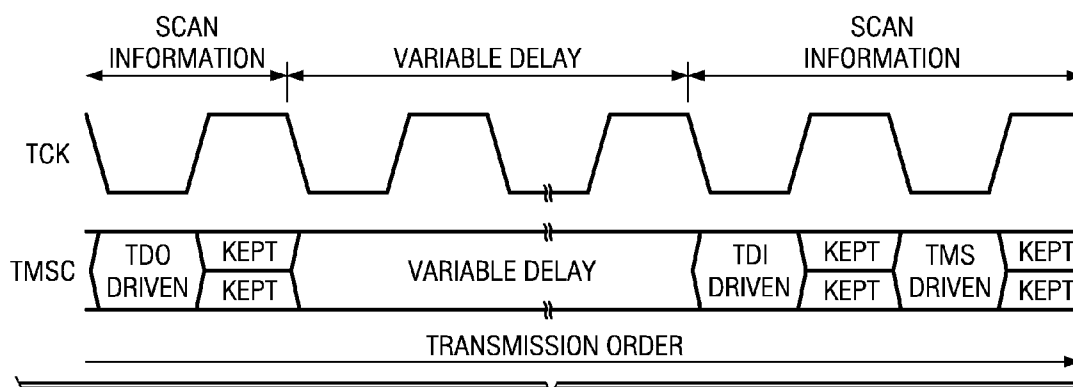 SCAN
INFORMATION
VARIABLE DELAY
SCAN
INFORMATION
TCK
TMSC
TDO
DRIVEN
KEPT
KEPT
VARIABLE DELAY
TDI
DRIVEN
KEPT
KEPT
TMS
DRIVEN
KEPT
KEPT
TRANSMISSION ORDER